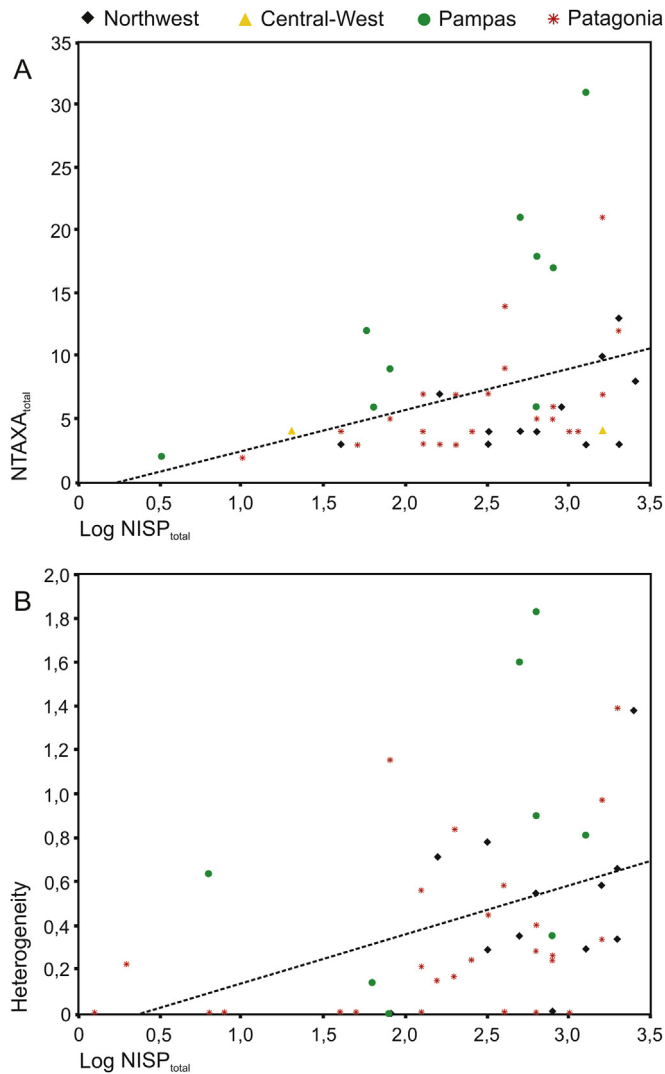 Northwest Central-West Pampas Patagonia
A
35
30
25
20
15
10
5
0
NTAXAtotal
0 0,5 1,0 1,5 2,0 2,5 3,0 3,5
Log NISPtotal
B
2,0
1,8
1,6
1,4
1,2
1,0
0,8
0,6
0,4
0,2
0
Heterogeneity
0 0,5 1,0 1,5 2,0 2,5 3,0 3,5
Log NISPtotal